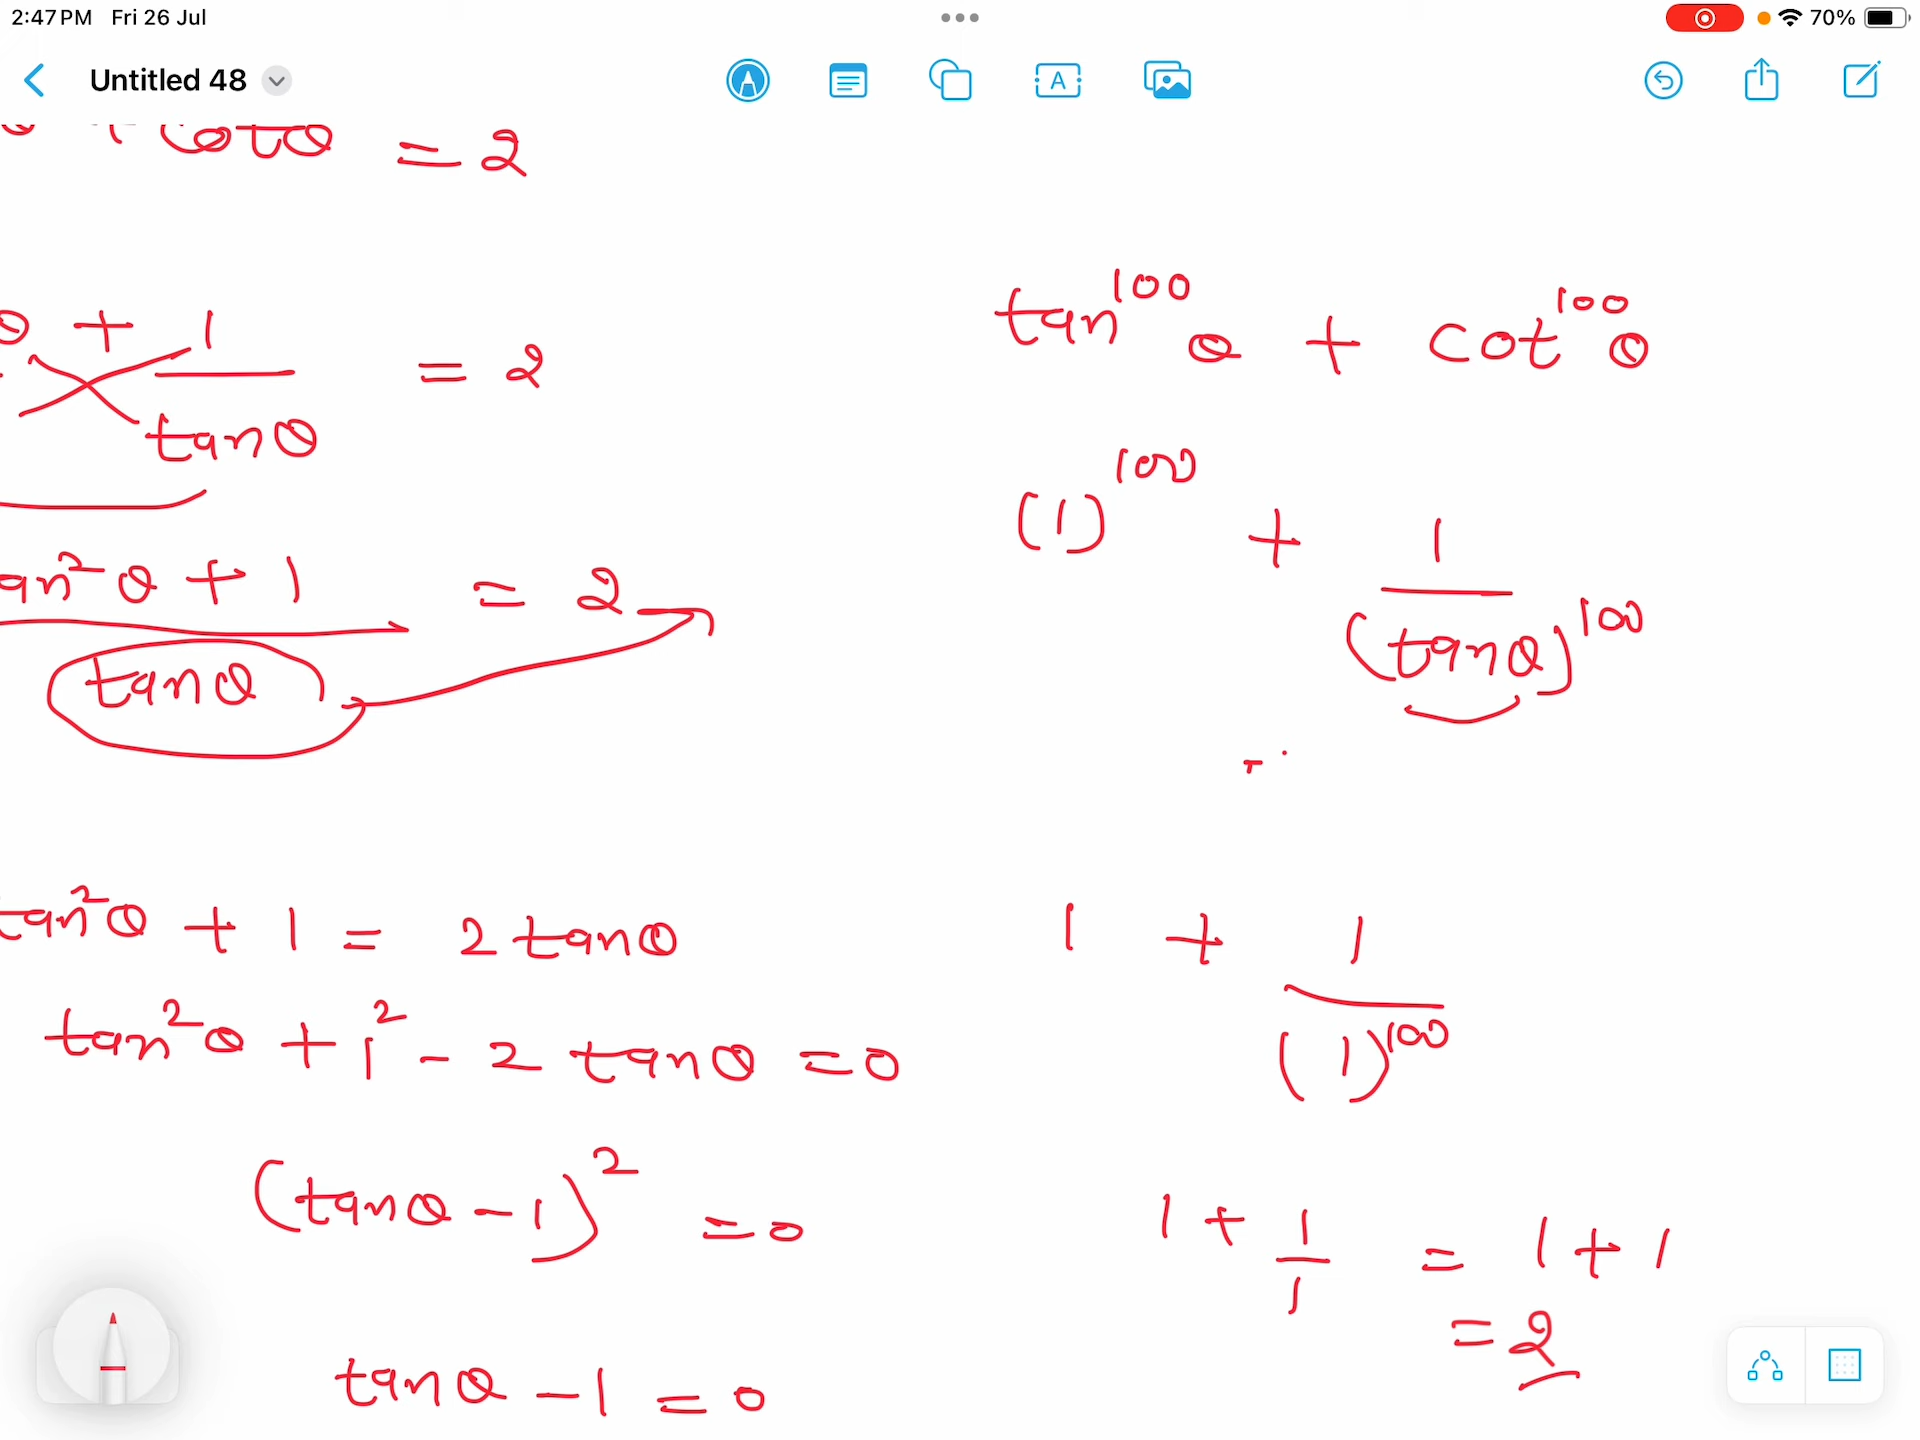 2:47 PM Fri 26 Jul 70%
Untitled 48
cotθ = 2
θ + 1 = 2
tanθ
an²θ + 1 = 2
tanθ
tan²θ + 1 = 2 tanθ
tan²θ + 1² - 2 tanθ = 0
(tanθ - 1)² = 0
tanθ - 1 = 0
tan¹⁰⁰θ + cot¹⁰⁰θ
(1)¹⁰⁰ + 1
(tanθ)¹⁰⁰
1 + 1
(1)¹⁰⁰
1 + 1/1 = 1 + 1
= 2